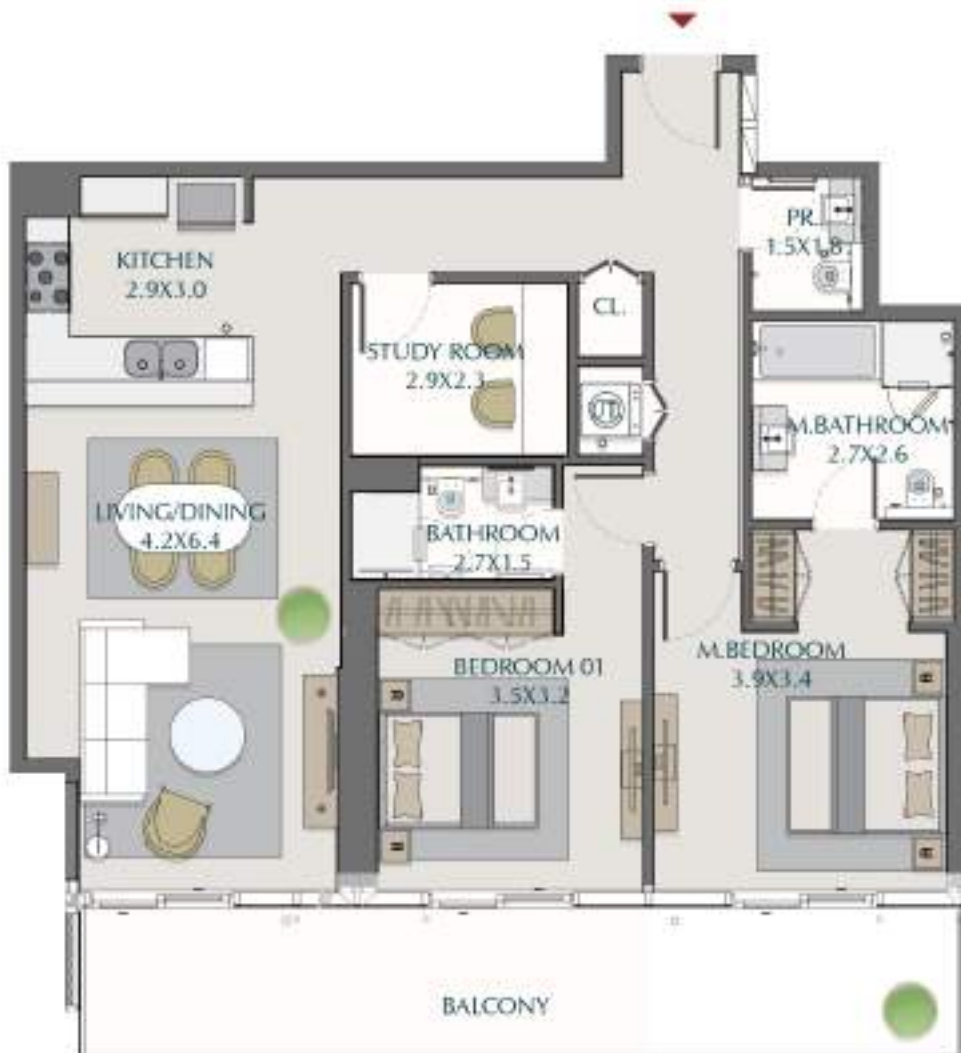 PR.
1.5X1.8
KITCHEN
2.9X3.0
CL.
STUDY ROOM
2.9X2.3
M.BATHROOM
2.7X2.6
LIVING/DINING
4.2X6.4
BATHROOM
2.7X1.5
BEDROOM 01
3.5X3.2
M.BEDROOM
3.9X3.4
BALCONY